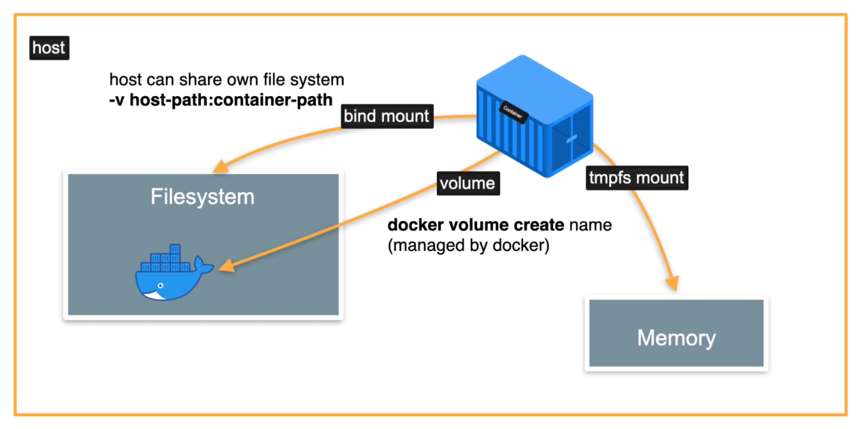 host
host can share own file system
-v host-path:container-path
bind mount
Container
volume
tmpfs mount
Filesystem
docker volume create name
(managed by docker)
Memory